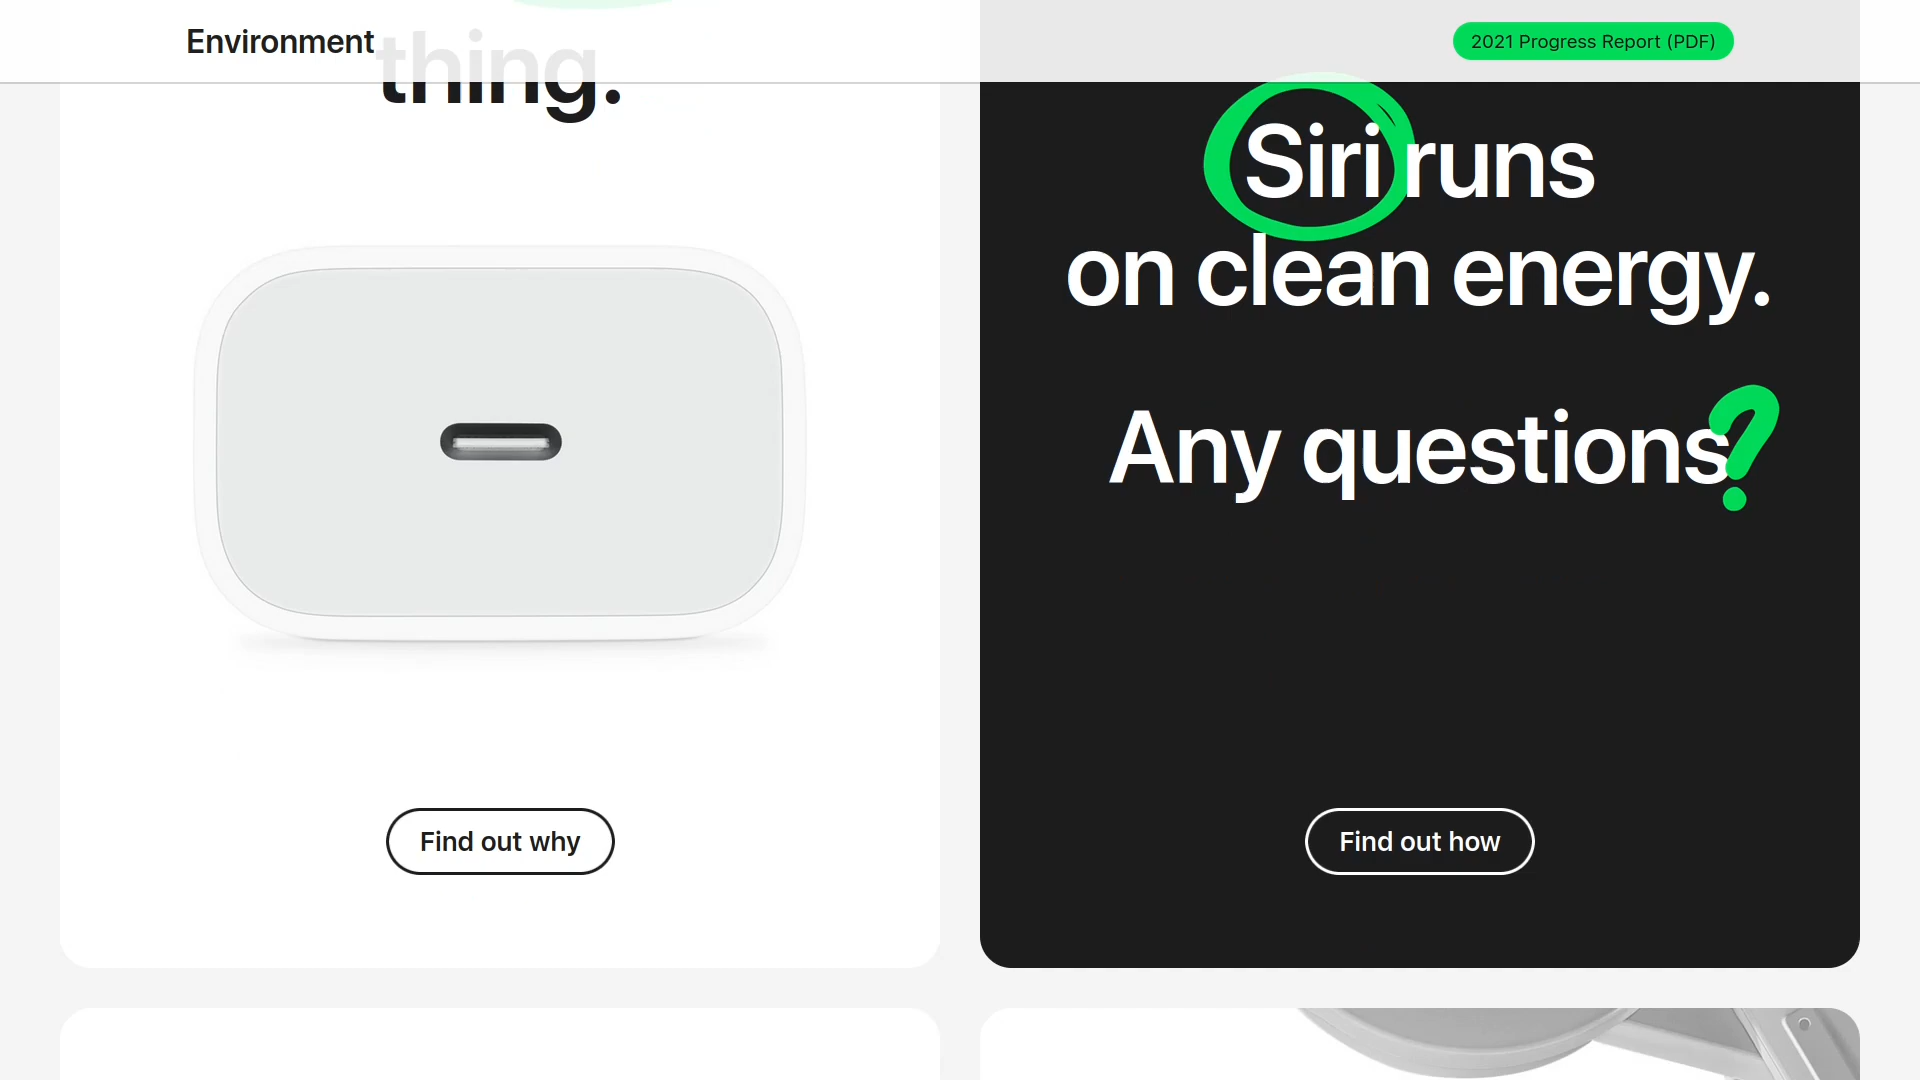 Environment
2021 Progress Report (PDF)
thing.
Find out why
Siri runs
on clean energy.
Any questions?
Find out how